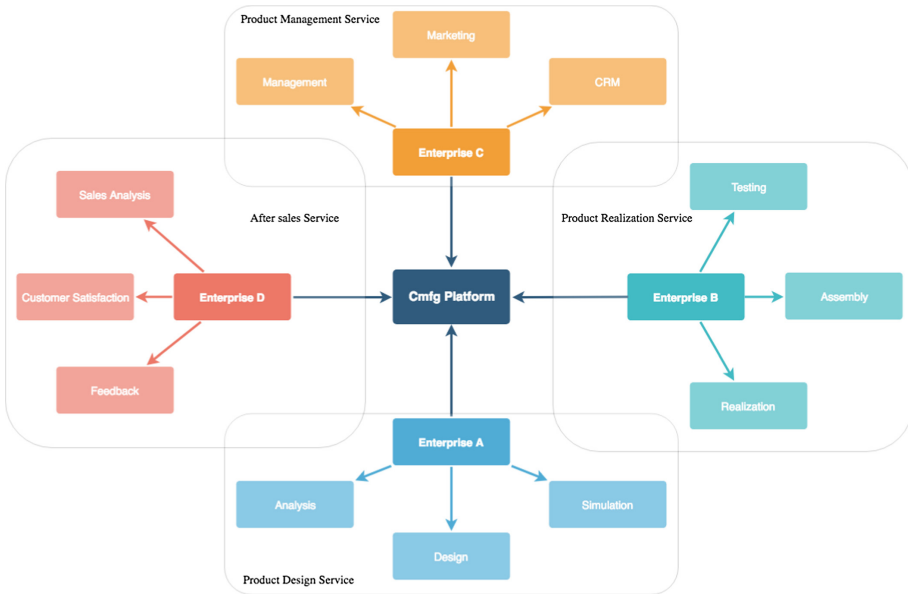 Product Management Service
Marketing
Management
CRM
Enterprise C
Testing
Sales Analysis
After sales Service
Product Realization Service
Customer Satisfaction
Enterprise D
Cmfg Platform
Enterprise B
Assembly
Feedback
Realization
Enterprise A
Analysis
Simulation
Design
Product Design Service